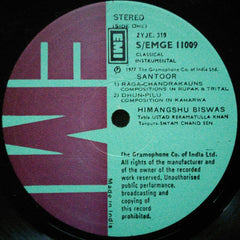 STEREO
(SIDE ONE)
2YJE. 319
EMI
S/EMGE 11009
CLASSICAL
INSTRUMENTAL
℗ 1977 The Gramophone Co. of India Ltd.
SANTOOR
1) RAGA-CHANDRAKAUNS
COMPOSITIONS IN RUPAK & TRITAL
2) DHUN-PILU
COMPOSITION IN KAHARWA
HIMANGSHU BISWAS
Tabla: USTAD KERAMATULLA KHAN
Tanpura: SHYAM CHAND SEN
The Gramophone Co. of India Ltd.
All rights of the manufacturer and
of the owner of the recorded
work reserved. Unauthorised
public performance,
broadcasting and
copying of
this record
prohibited.
Made in India
EMI